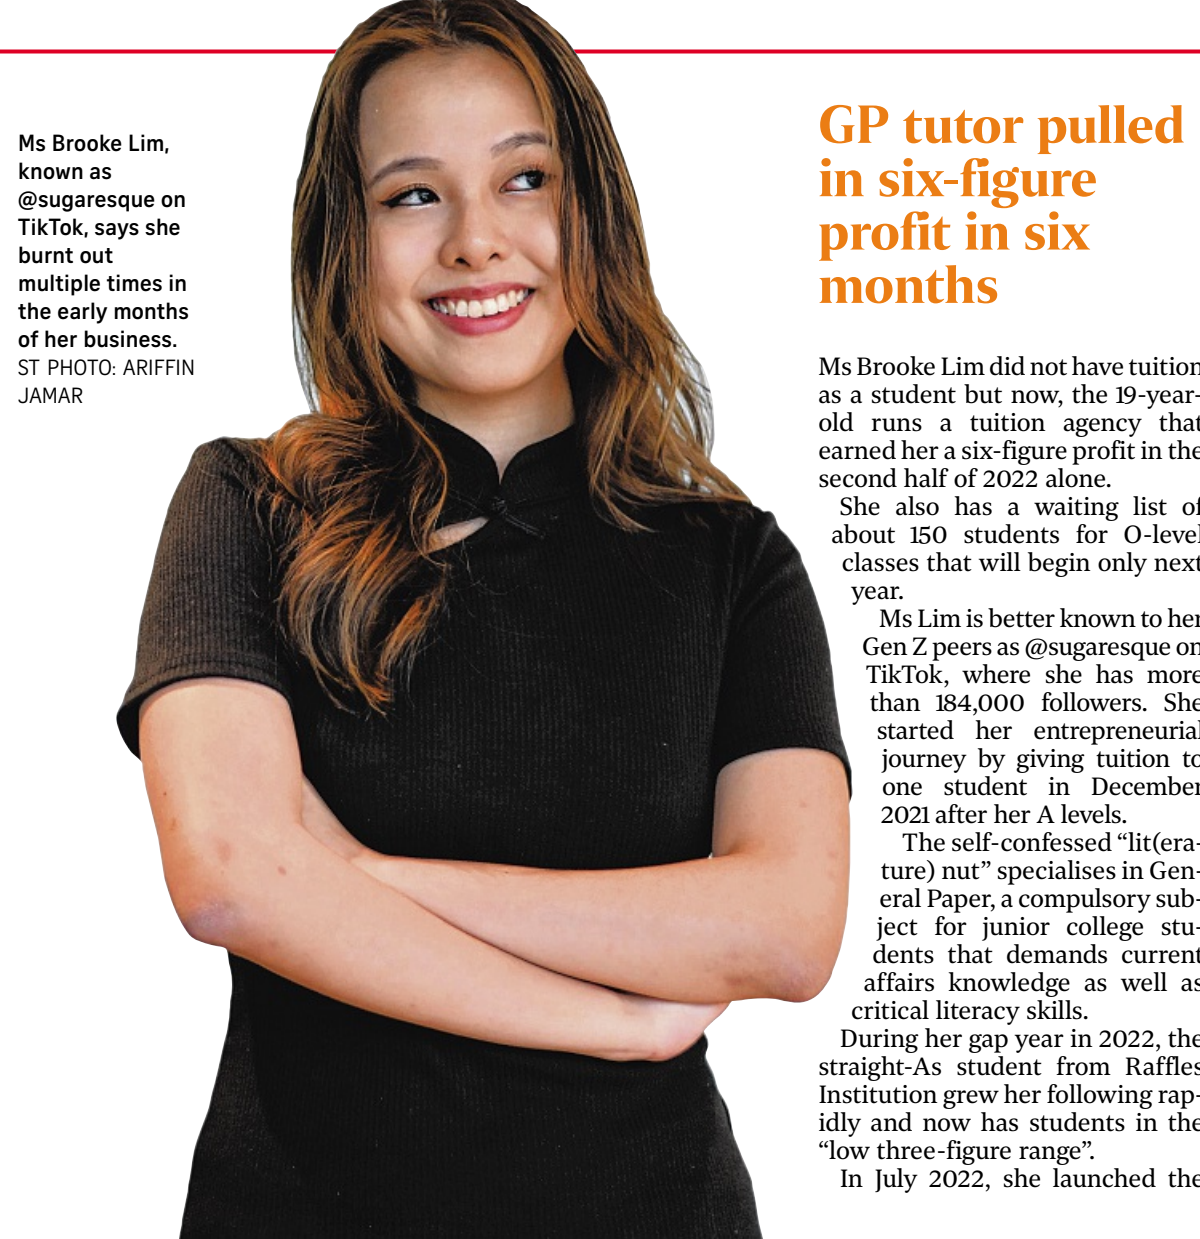 Ms Brooke Lim,
known as
@sugaresque on
TikTok, says she
burnt out
multiple times in
the early months
of her business.
ST PHOTO: ARIFFIN
JAMAR
GP tutor pulled
in six-figure
profit in six
months
Ms Brooke Lim did not have tuition
as a student but now, the 19-year-
old runs a tuition agency that
earned her a six-figure profit in the
second half of 2022 alone.
She also has a waiting list of
about 150 students for O-level
classes that will begin only next
year.
Ms Lim is better known to her
Gen Z peers as @sugaresque on
TikTok, where she has more
than 184,000 followers. She
started her entrepreneurial
journey by giving tuition to
one student in December
2021 after her A levels.
The self-confessed “lit(era-
ture) nut” specialises in Gen-
eral Paper, a compulsory sub-
ject for junior college stu-
dents that demands current
affairs knowledge as well as
critical literacy skills.
During her gap year in 2022, the
straight-As student from Raffles
Institution grew her following rap-
idly and now has students in the
“low three-figure range”.
In July 2022, she launched the